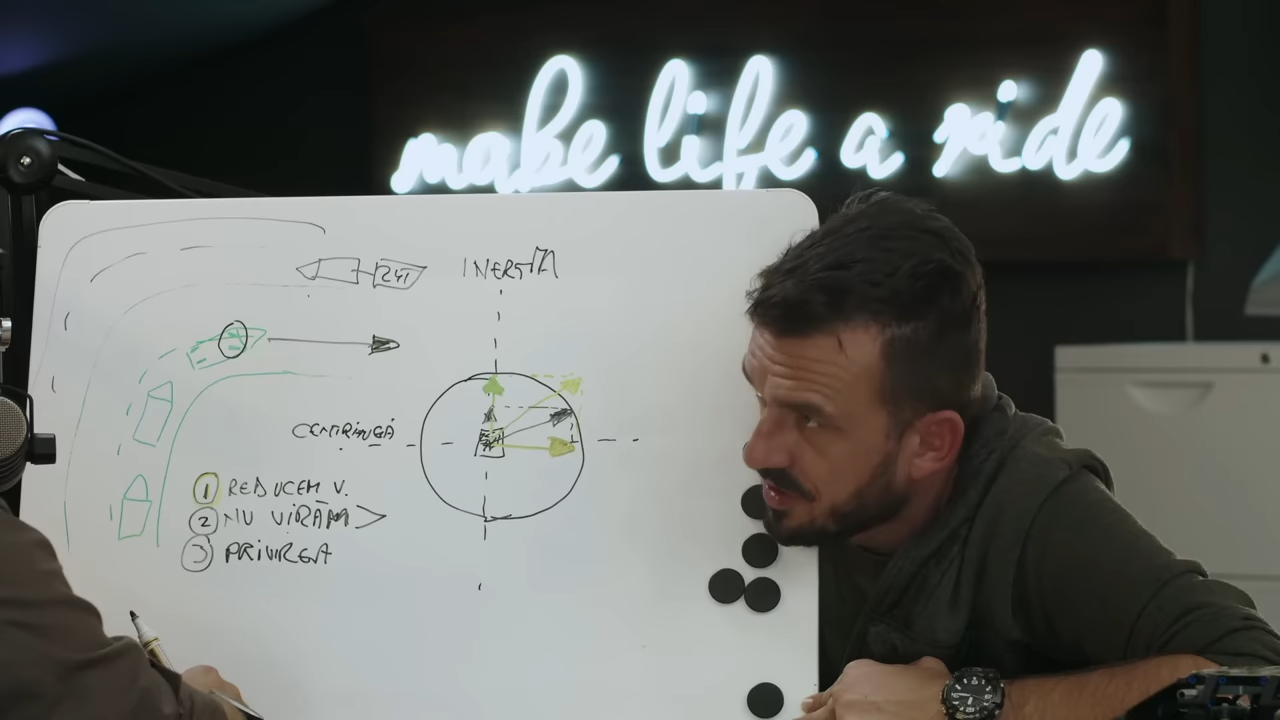 make life a ride
INERȚIA
CENTRIFUGĂ
① REDUCEM V.
② NU VIRĂM >
③ PRIVIREA